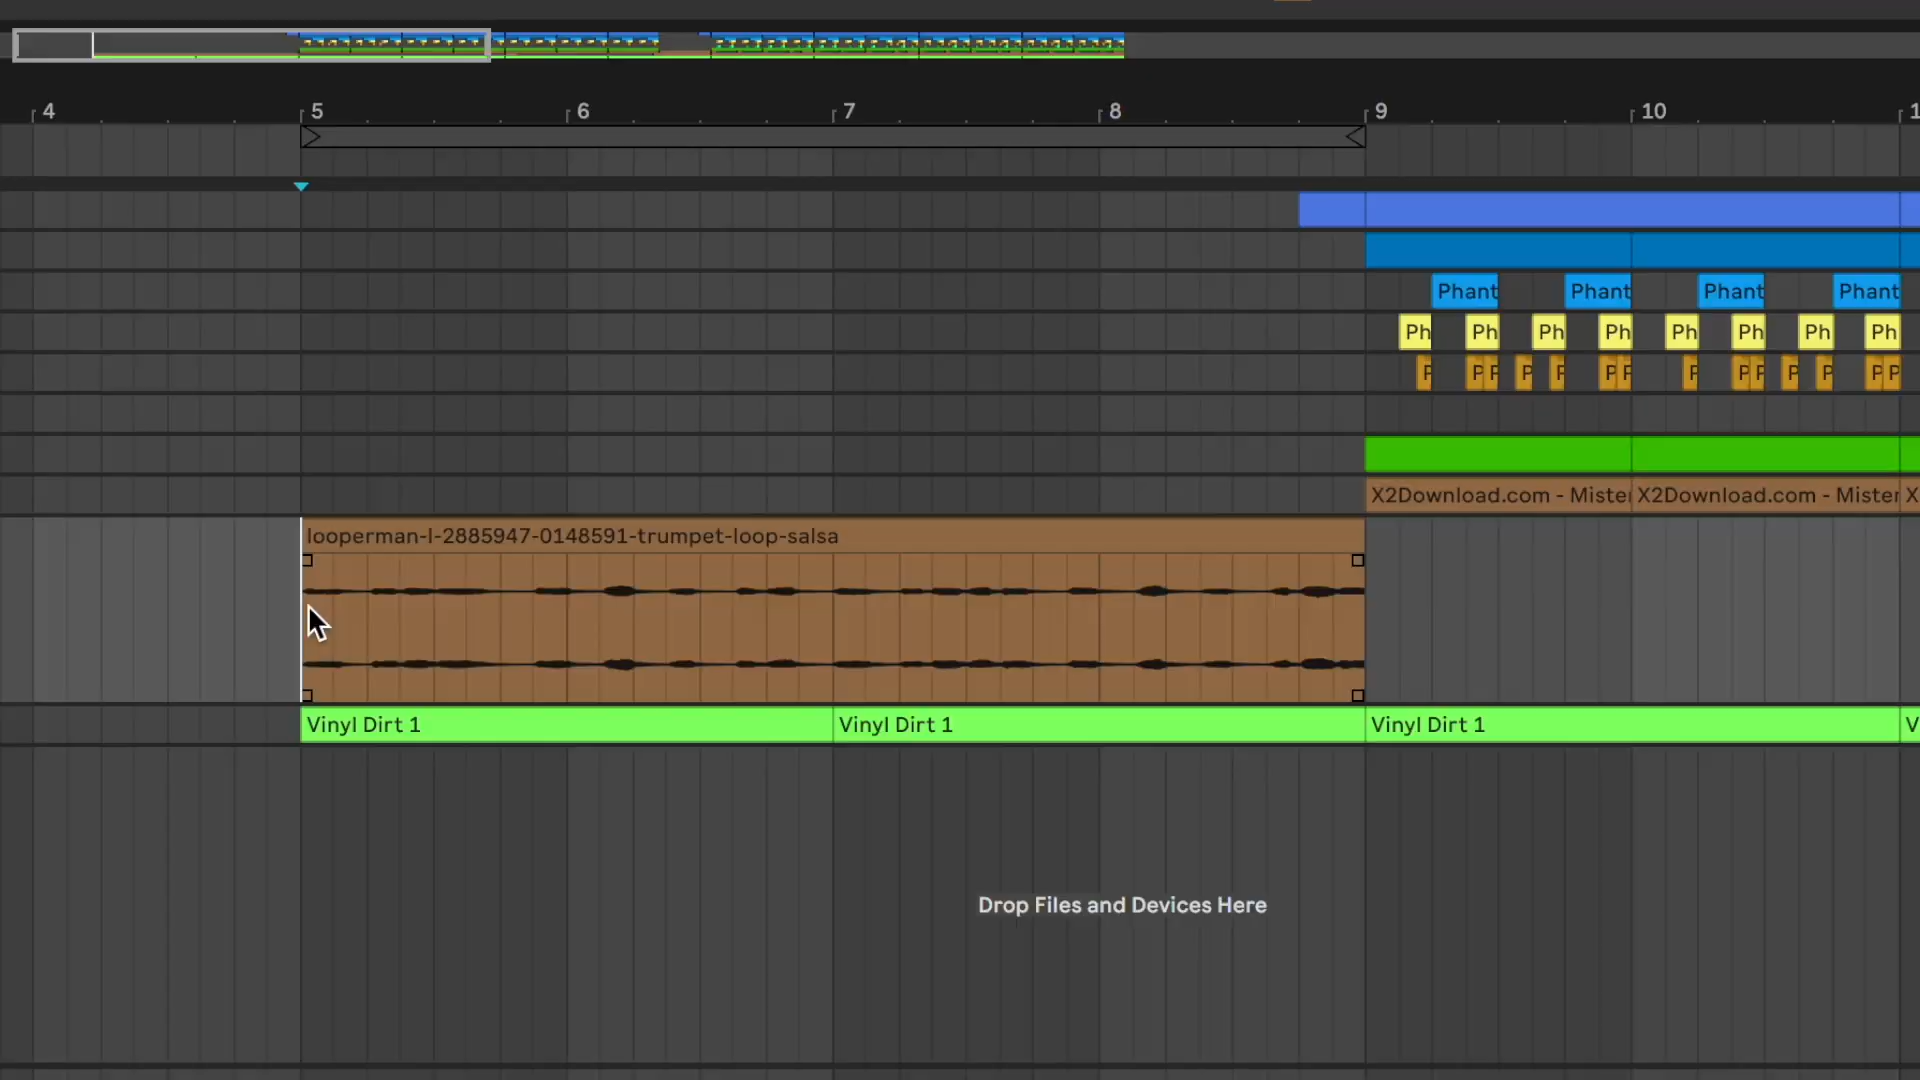 4 5 6 7 8 9 10 1
Phant Phant Phant Phant
Ph Ph Ph Ph Ph Ph Ph Ph
P P P P P P P P P P P P P P
X2Download.com - Mister X2Download.com - Mister X
looperman-l-2885947-0148591-trumpet-loop-salsa
Vinyl Dirt 1 Vinyl Dirt 1 Vinyl Dirt 1 V
Drop Files and Devices Here